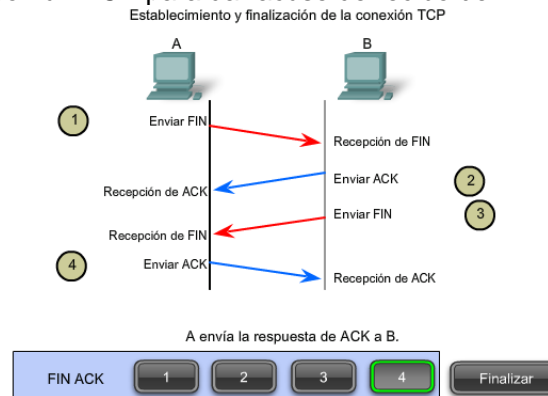 Establecimiento y finalización de la conexión TCP
A B
1 Enviar FIN
Recepción de FIN
Enviar ACK 2
Recepción de ACK
Enviar FIN 3
Recepción de FIN
4 Enviar ACK
Recepción de ACK
A envía la respuesta de ACK a B.
FIN ACK 1 2 3 4 Finalizar